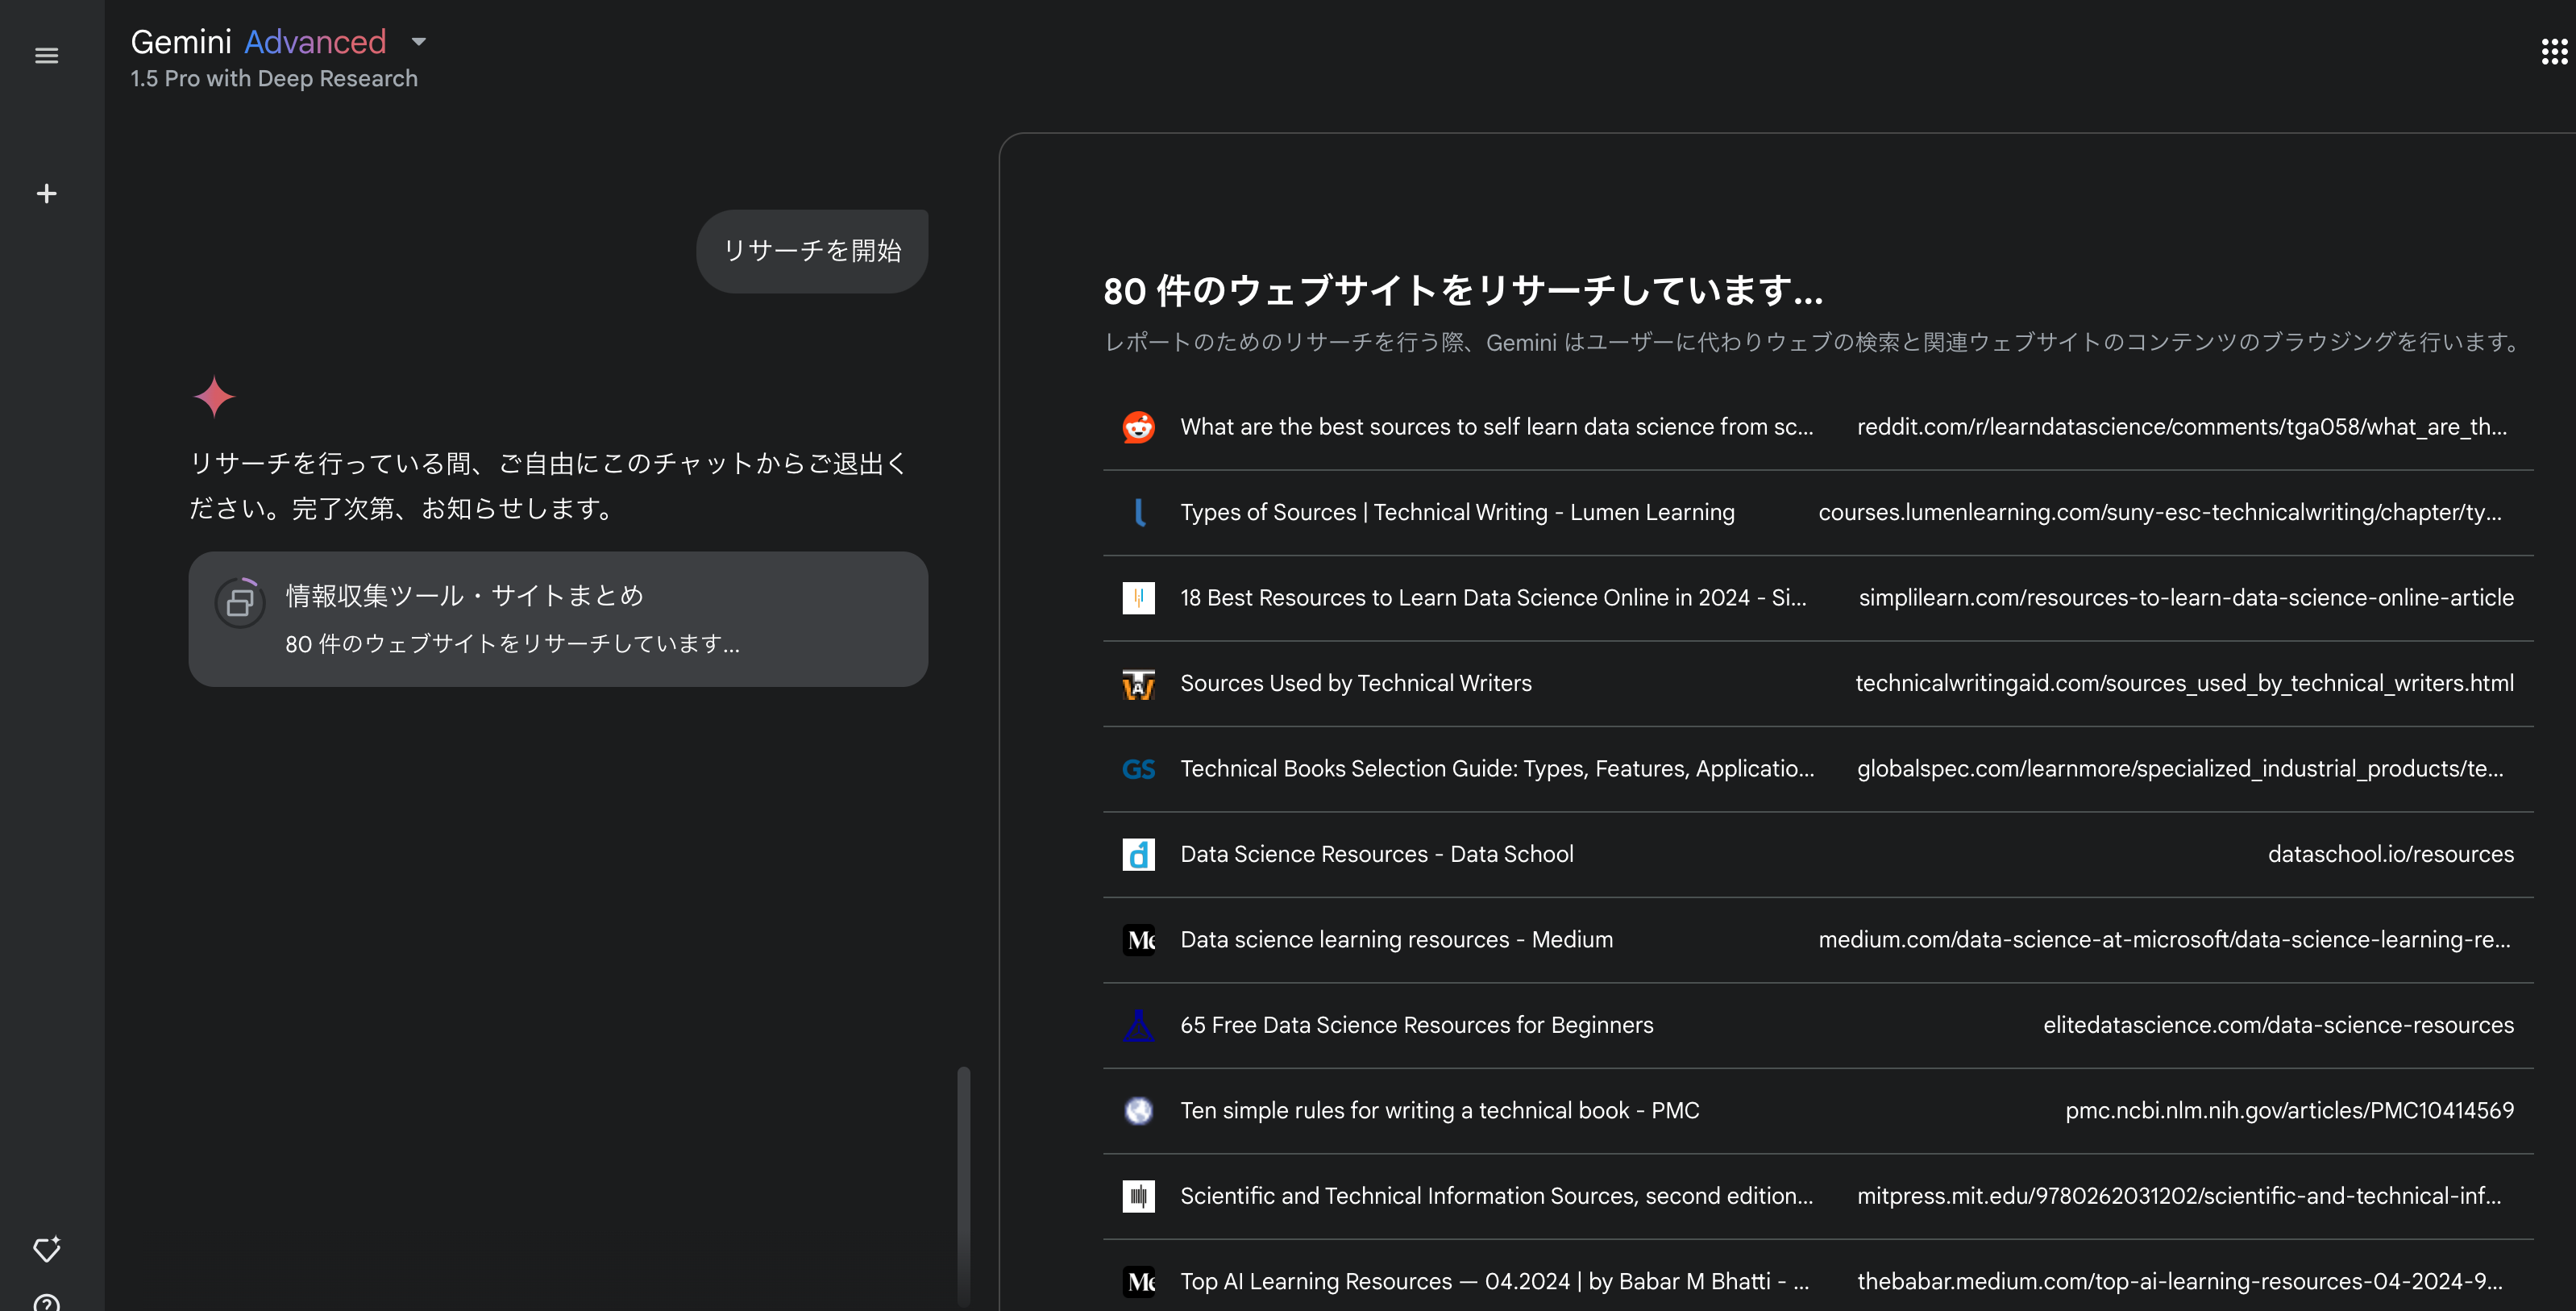 Gemini Advanced
1.5 Pro with Deep Research
リサーチを開始
リサーチを行っている間、ご自由にこのチャットからご退出く
ださい。完了次第、お知らせします。
情報収集ツール・サイトまとめ
80 件のウェブサイトをリサーチしています...
80 件のウェブサイトをリサーチしています...
レポートのためのリサーチを行う際、Gemini はユーザーに代わりウェブの検索と関連ウェブサイトのコンテンツのブラウジングを行います。
What are the best sources to self learn data science from sc... reddit.com/r/learndatascience/comments/tga058/what_are_th...
Types of Sources | Technical Writing - Lumen Learning courses.lumenlearning.com/suny-esc-technicalwriting/chapter/ty...
18 Best Resources to Learn Data Science Online in 2024 - Si... simplilearn.com/resources-to-learn-data-science-online-article
Sources Used by Technical Writers technicalwritingaid.com/sources_used_by_technical_writers.html
GS Technical Books Selection Guide: Types, Features, Applicatio... globalspec.com/learnmore/specialized_industrial_products/te...
Data Science Resources - Data School dataschool.io/resources
Data science learning resources - Medium medium.com/data-science-at-microsoft/data-science-learning-re...
65 Free Data Science Resources for Beginners elitedatascience.com/data-science-resources
Ten simple rules for writing a technical book - PMC pmc.ncbi.nlm.nih.gov/articles/PMC10414569
Scientific and Technical Information Sources, second edition... mitpress.mit.edu/9780262031202/scientific-and-technical-inf...
Top AI Learning Resources — 04.2024 | by Babar M Bhatti - ... thebabar.medium.com/top-ai-learning-resources-04-2024-9...